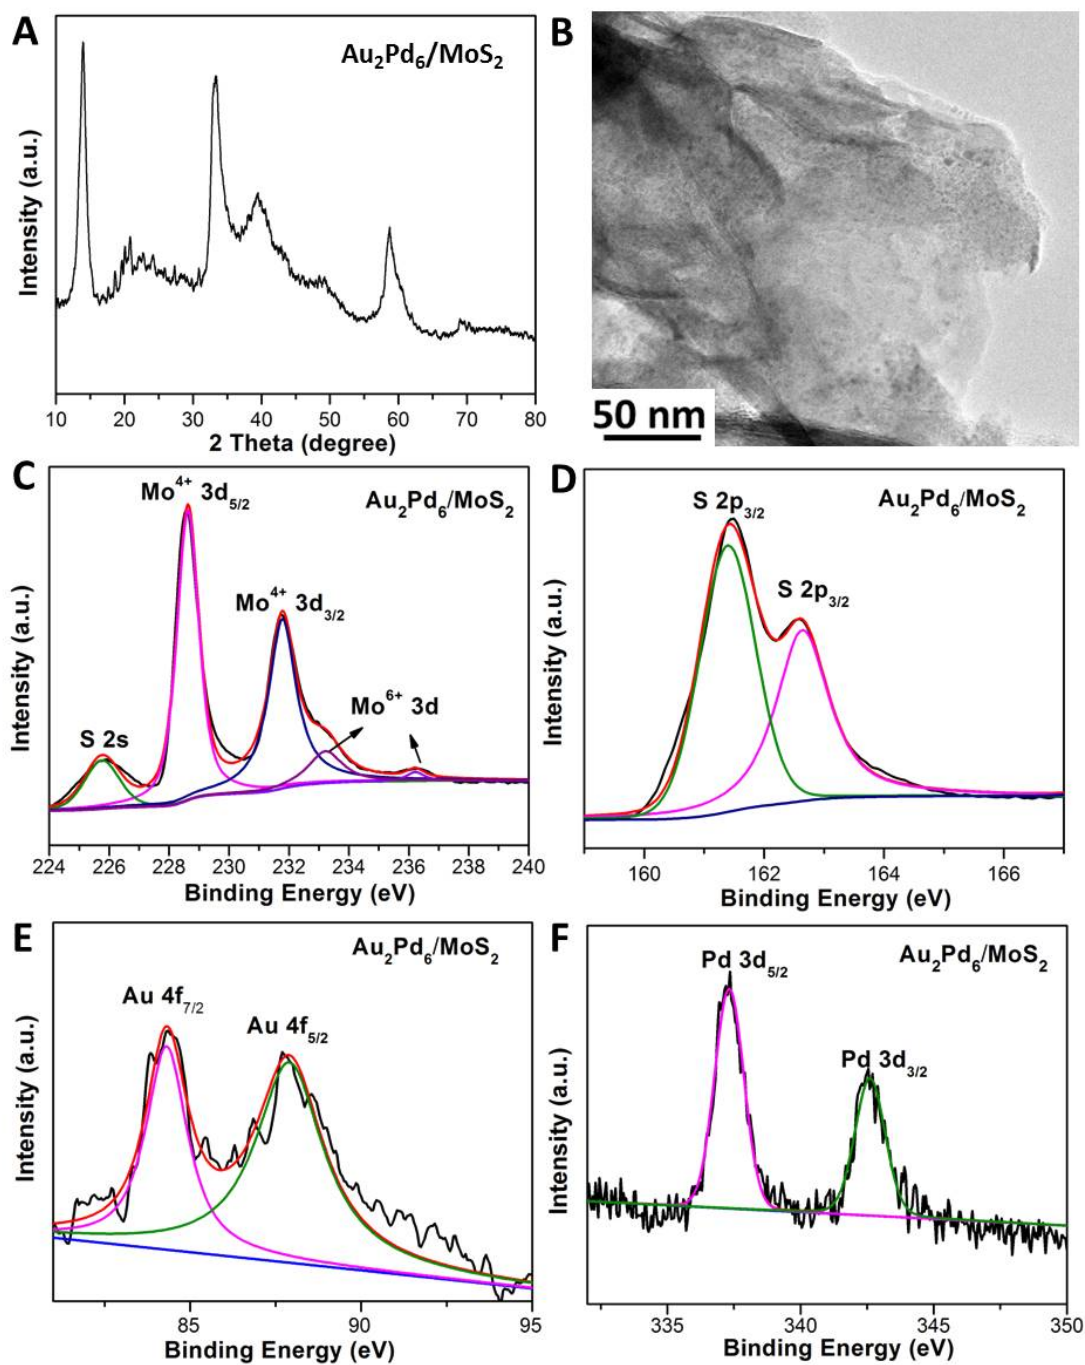 A
Au2Pd6/MoS2
Intensity (a.u.)
10 20 30 40 50 60 70 80
2 Theta (degree)
B
50 nm
C
Mo4+ 3d5/2
Au2Pd6/MoS2
Mo4+ 3d3/2
Mo6+ 3d
S 2s
Intensity (a.u.)
224 226 228 230 232 234 236 238 240
Binding Energy (eV)
D
S 2p3/2
Au2Pd6/MoS2
S 2p3/2
Intensity (a.u.)
160 162 164 166
Binding Energy (eV)
E
Au2Pd6/MoS2
Au 4f7/2
Au 4f5/2
Intensity (a.u.)
85 90 95
Binding Energy (eV)
F
Pd 3d5/2
Au2Pd6/MoS2
Pd 3d3/2
Intensity (a.u.)
335 340 345 350
Binding Energy (eV)